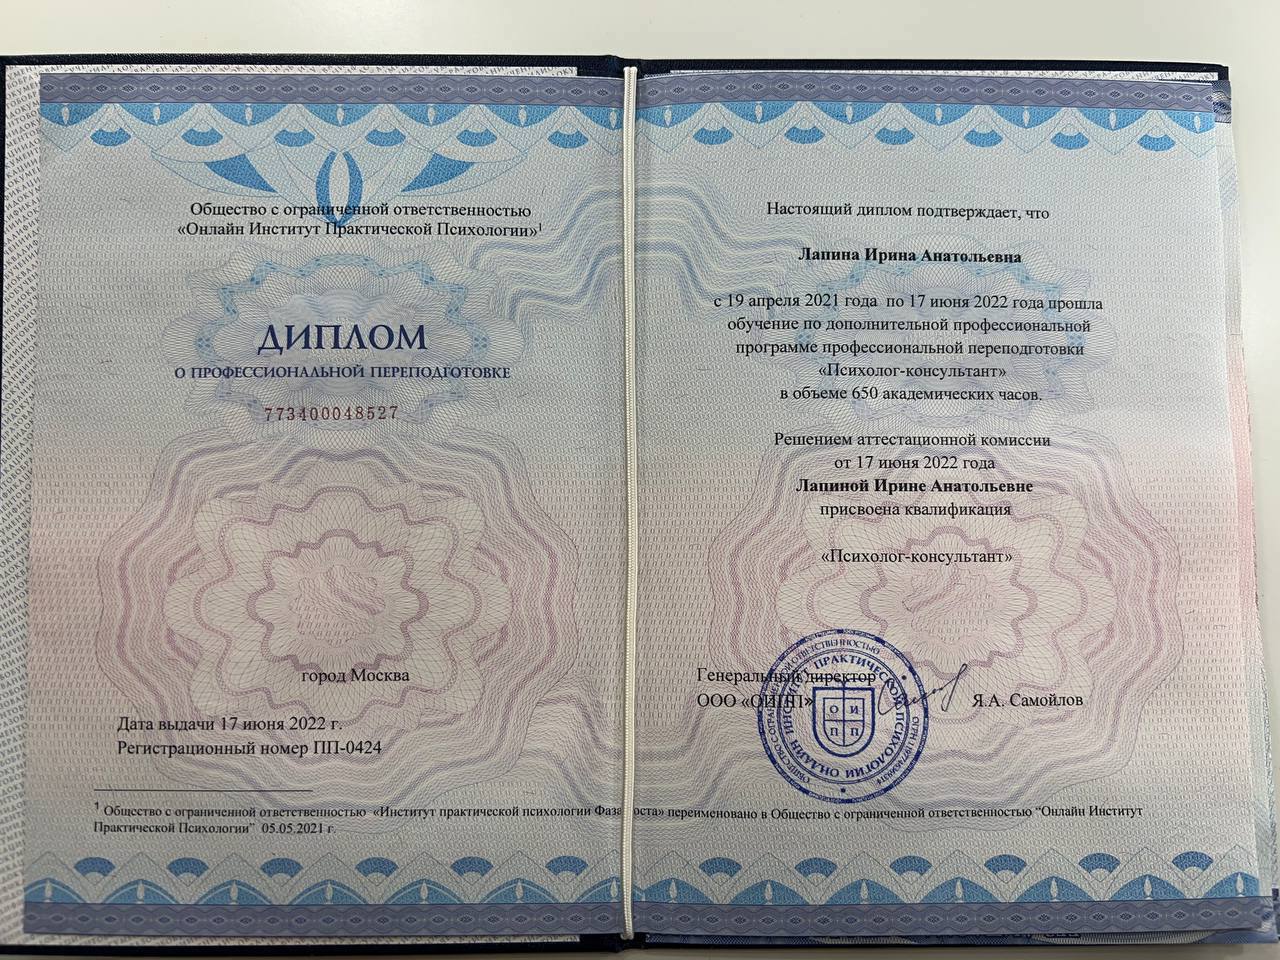 Общество с ограниченной ответственностью
«Онлайн Институт Практической Психологии»¹
ДИПЛОМ
О ПРОФЕССИОНАЛЬНОЙ ПЕРЕПОДГОТОВКЕ
773400048527
город Москва
Дата выдачи 17 июня 2022 г.
Регистрационный номер ПП-0424
Настоящий диплом подтверждает, что
Лапина Ирина Анатольевна
с 19 апреля 2021 года по 17 июня 2022 года прошла
обучение по дополнительной профессиональной
программе профессиональной переподготовки
«Психолог-консультант»
в объеме 650 академических часов.
Решением аттестационной комиссии
от 17 июня 2022 года
Лапиной Ирине Анатольевне
присвоена квалификация
«Психолог-консультант»
Генеральный директор
ООО «ОИПП»
Я.А. Самойлов
ОБЩЕСТВО С ОГРАНИЧЕННОЙ ОТВЕТСТВЕННОСТЬЮ
ОНЛАЙН ИНСТИТУТ ПРАКТИЧЕСКОЙ ПСИХОЛОГИИ
О И
П П
¹ Общество с ограниченной ответственностью «Институт практической психологии Фаза Роста» переименовано в Общество с ограниченной ответственностью “Онлайн Институт
Практической Психологии” 05.05.2021 г.